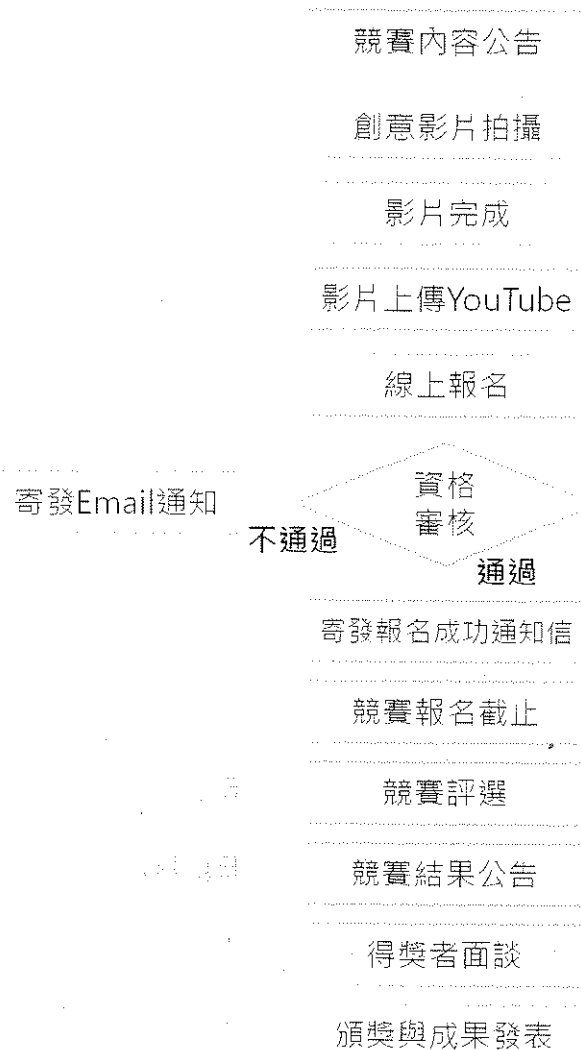 競賽內容公告
創意影片拍攝
影片完成
影片上傳YouTube
線上報名
資格
審核
寄發Email通知
不通過
通過
寄發報名成功通知信
競賽報名截止
競賽評選
競賽結果公告
得獎者面談
頒獎與成果發表